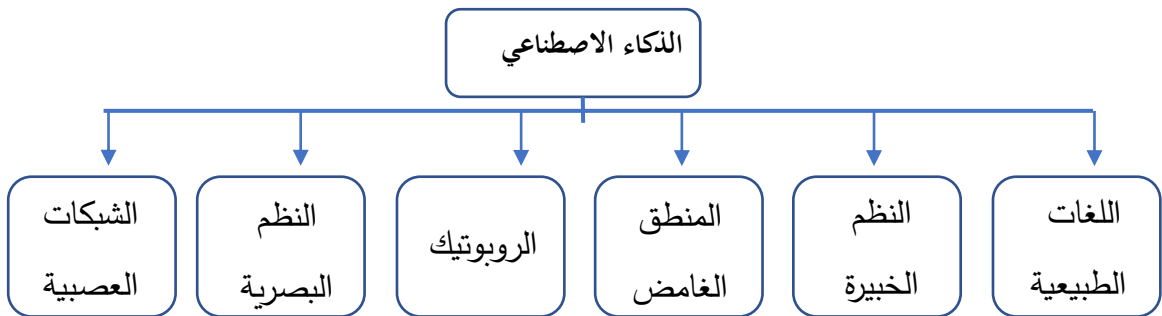 الذكاء الاصطناعي
اللغات
الطبيعية
النظم
الخبيرة
المنطق
الغامض
الروبوتيك
النظم
البصرية
الشبكات
العصبية